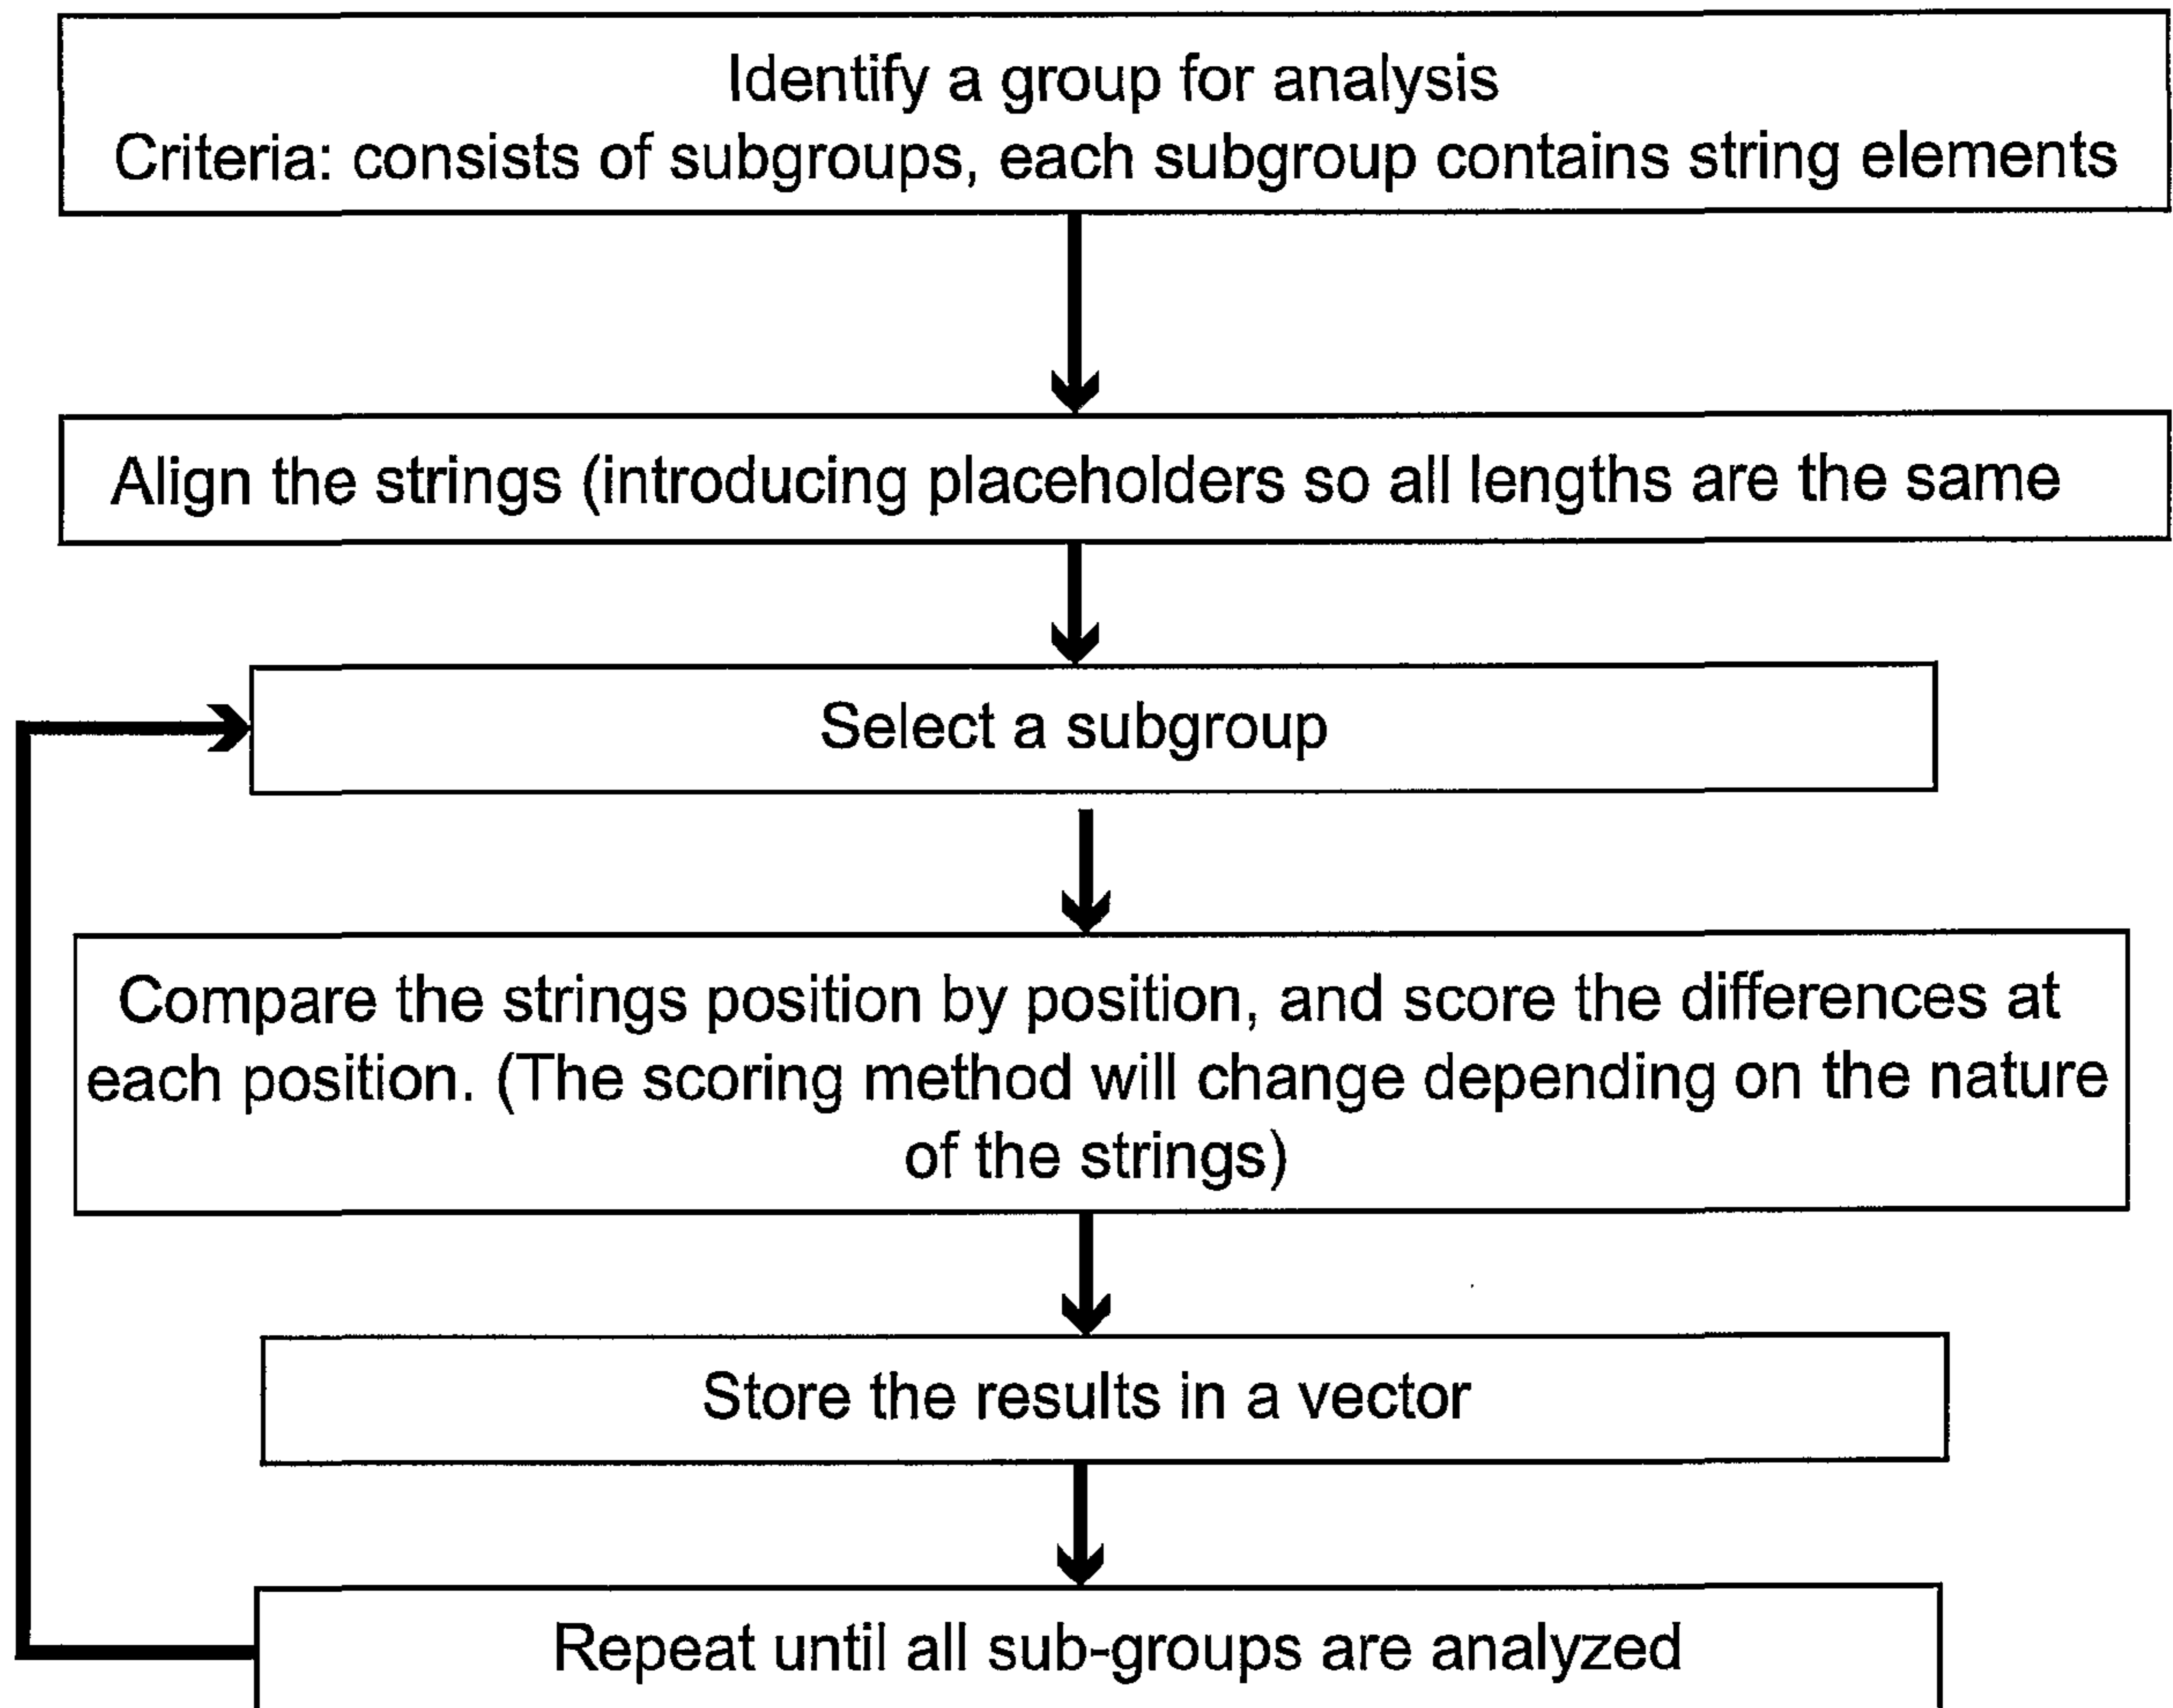 Identify a group for analysis
Criteria: consists of subgroups, each subgroup contains string elements
Align the strings (introducing placeholders so all lengths are the same
Select a subgroup
Compare the strings position by position, and score the differences at
each position. (The scoring method will change depending on the nature
of the strings)
Store the results in a vector
Repeat until all sub-groups are analyzed